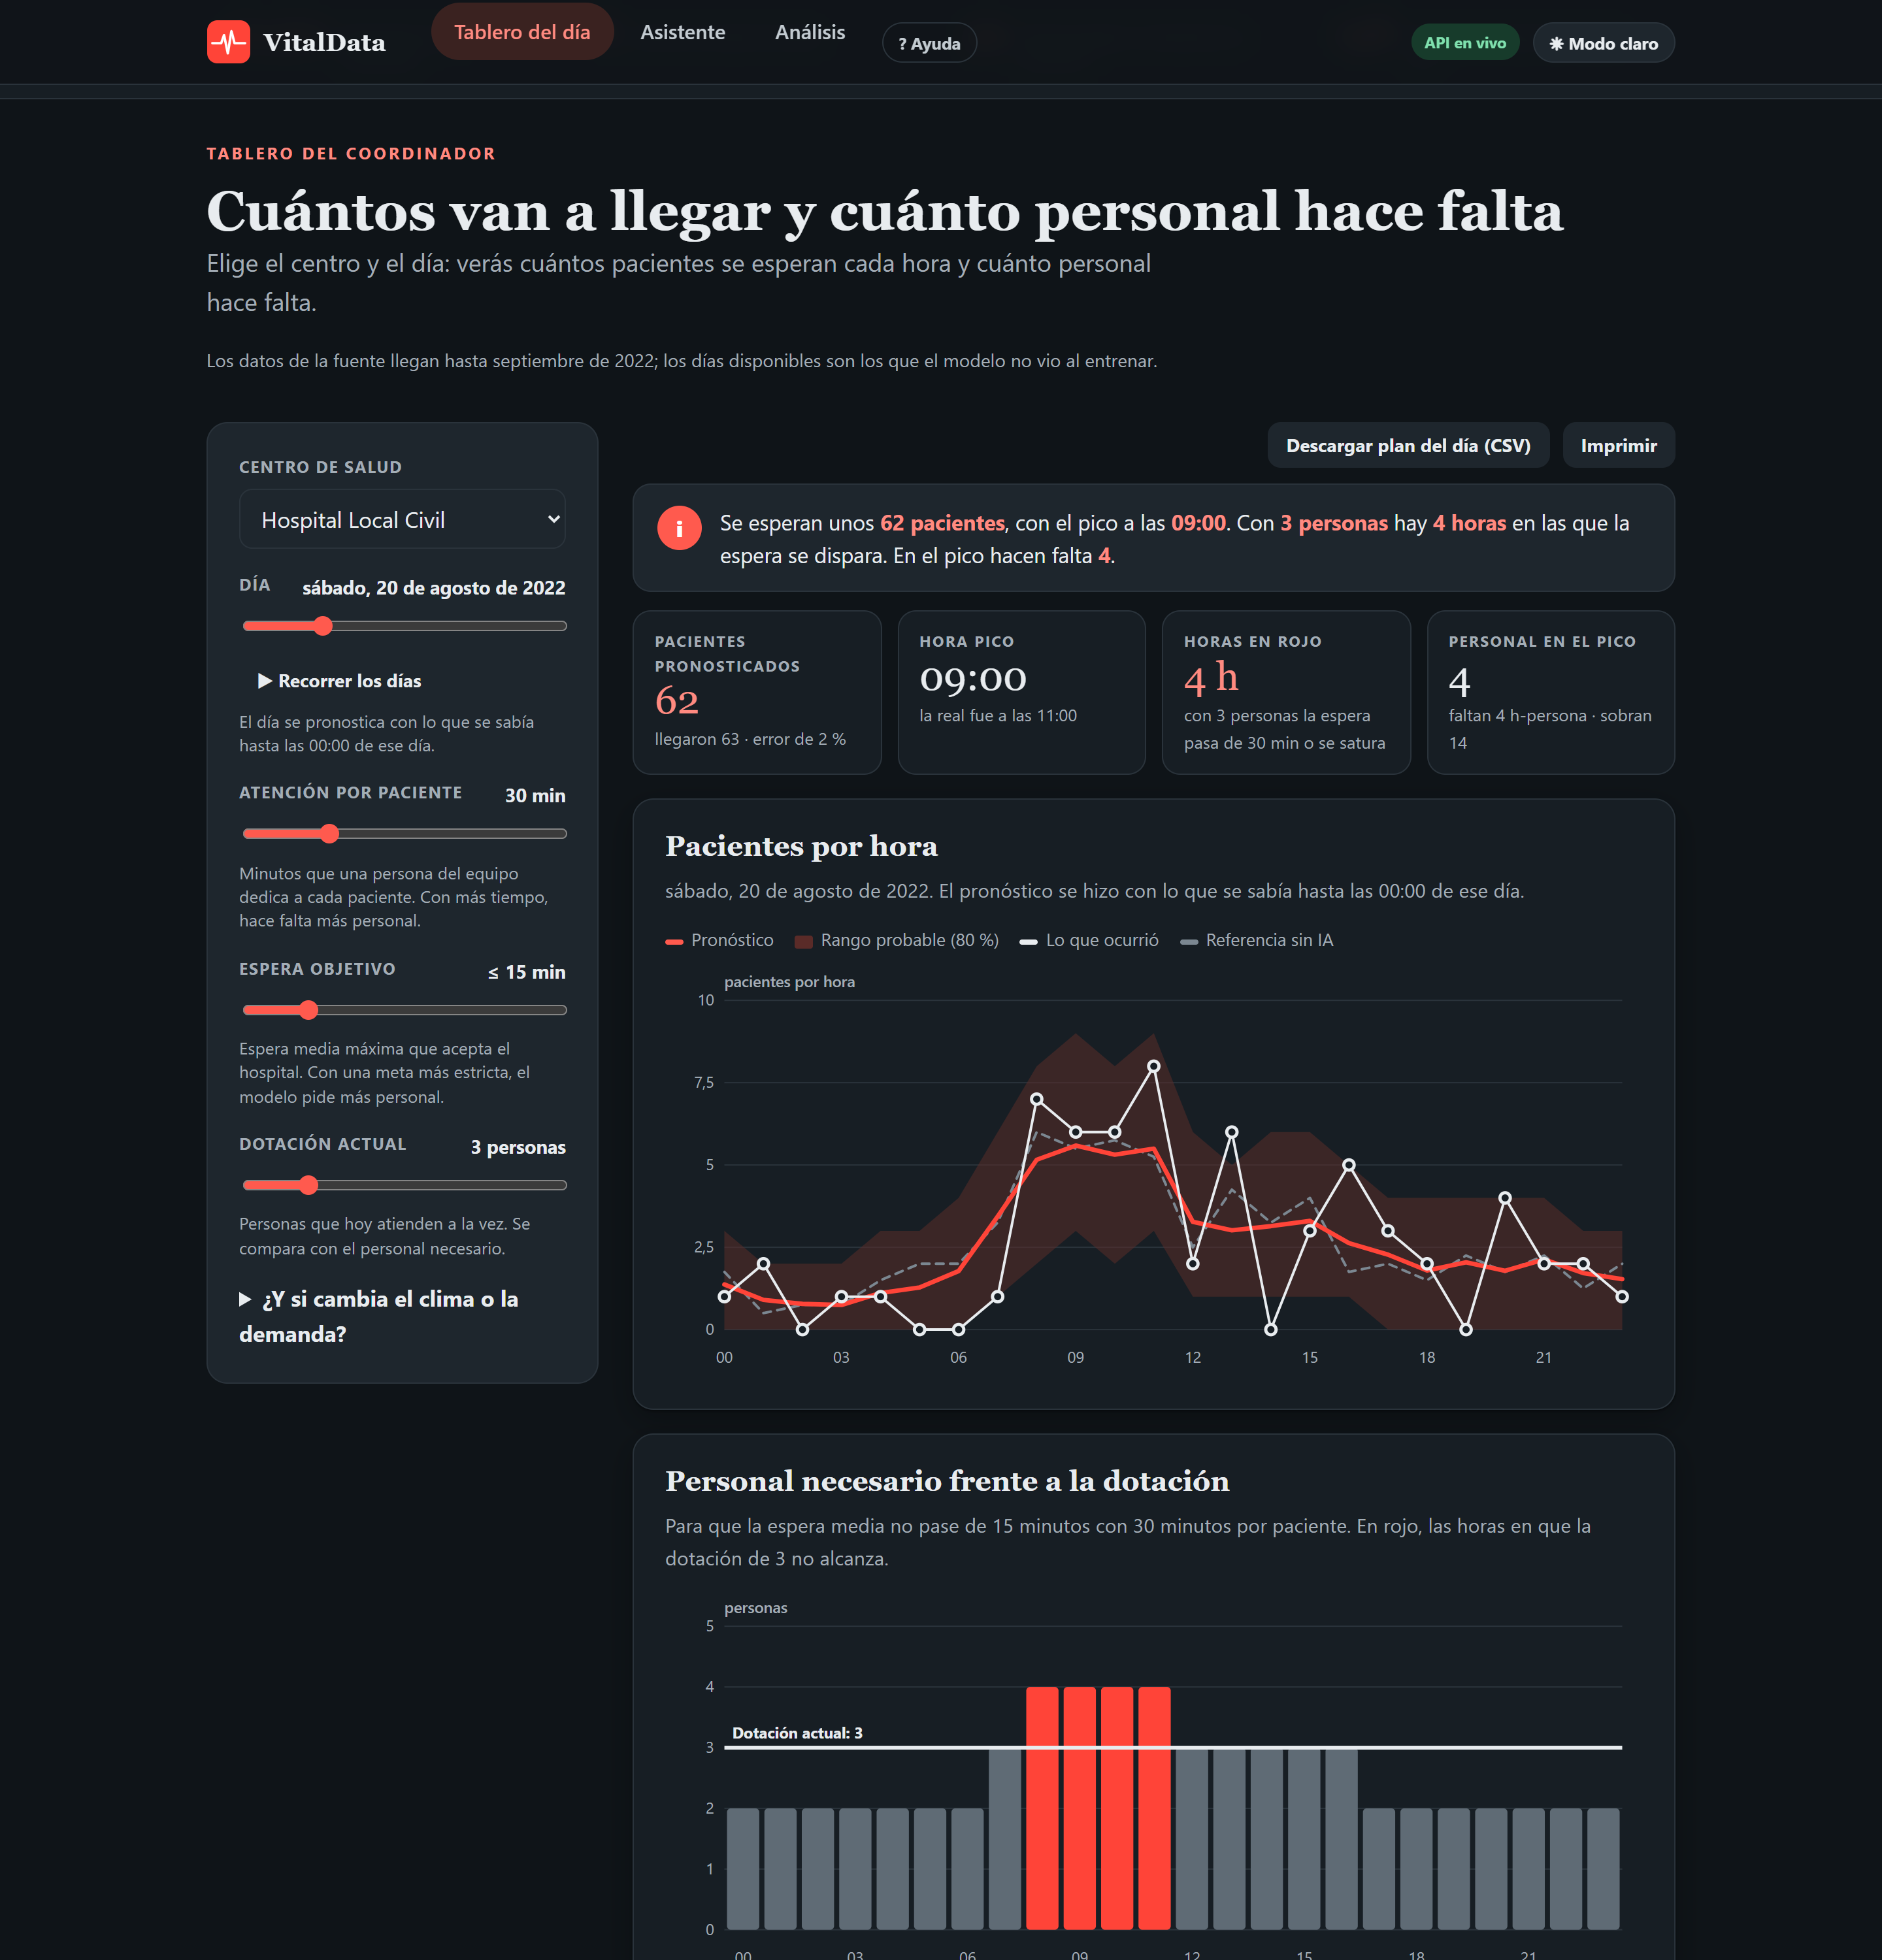 VitalData
Tablero del día
Asistente
Análisis
? Ayuda
API en vivo
Modo claro
TABLERO DEL COORDINADOR
Cuántos van a llegar y cuánto personal hace falta
Elige el centro y el día: verás cuántos pacientes se esperan cada hora y cuánto personal
hace falta.
Los datos de la fuente llegan hasta septiembre de 2022; los días disponibles son los que el modelo no vio al entrenar.
CENTRO DE SALUD
Hospital Local Civil
DÍA
sábado, 20 de agosto de 2022
▶ Recorrer los días
El día se pronostica con lo que se sabía
hasta las 00:00 de ese día.
ATENCIÓN POR PACIENTE
30 min
Minutos que una persona del equipo
dedica a cada paciente. Con más tiempo,
hace falta más personal.
ESPERA OBJETIVO
≤ 15 min
Espera media máxima que acepta el
hospital. Con una meta más estricta, el
modelo pide más personal.
DOTACIÓN ACTUAL
3 personas
Personas que hoy atienden a la vez. Se
compara con el personal necesario.
▶ ¿Y si cambia el clima o la
demanda?
Descargar plan del día (CSV)
Imprimir
i
Se esperan unos 62 pacientes, con el pico a las 09:00. Con 3 personas hay 4 horas en las que la
espera se dispara. En el pico hacen falta 4.
PACIENTES
PRONOSTICADOS
62
llegaron 63 · error de 2 %
HORA PICO
09:00
la real fue a las 11:00
HORAS EN ROJO
4 h
con 3 personas la espera
pasa de 30 min o se satura
PERSONAL EN EL PICO
4
faltan 4 h-persona · sobran
14
Pacientes por hora
sábado, 20 de agosto de 2022. El pronóstico se hizo con lo que se sabía hasta las 00:00 de ese día.
Pronóstico
Rango probable (80 %)
Lo que ocurrió
Referencia sin IA
pacientes por hora
10
7,5
5
2,5
0
00 03 06 09 12 15 18 21
Personal necesario frente a la dotación
Para que la espera media no pase de 15 minutos con 30 minutos por paciente. En rojo, las horas en que la
dotación de 3 no alcanza.
personas
5
4
Dotación actual: 3
3
2
1
0
00 03 06 09 12 15 18 21